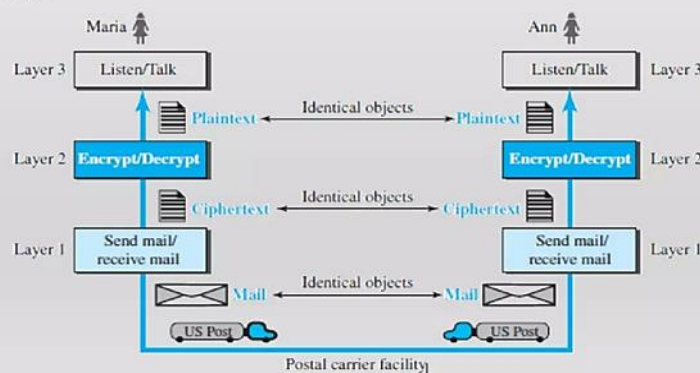 Maria
Ann
Layer 3
Listen/Talk
Listen/Talk
Layer 3
Plaintext
Identical objects
Plaintext
Layer 2
Encrypt/Decrypt
Encrypt/Decrypt
Layer 2
Ciphertext
Identical objects
Ciphertext
Layer 1
Send mail/
receive mail
Send mail/
receive mail
Layer 1
Mail
Identical objects
Mail
US Post
US Post
Postal carrier facility